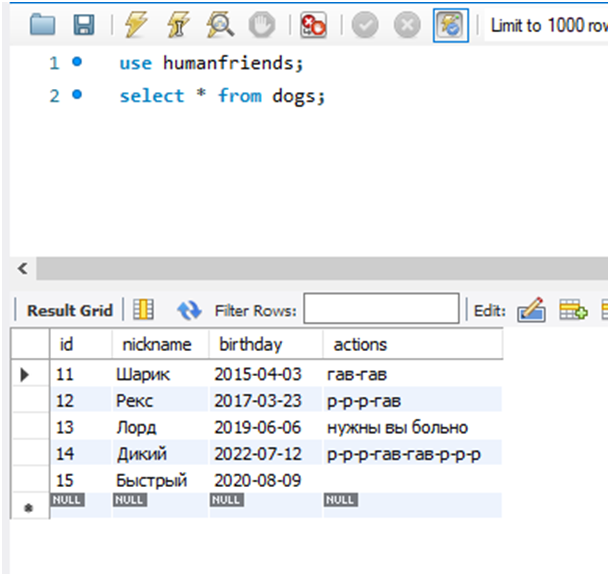 Limit to 1000 row
1 use humanfriends;
2 select * from dogs;
Result Grid Filter Rows: Edit:
id nickname birthday actions
11 Шарик 2015-04-03 гав-гав
12 Рекс 2017-03-23 р-р-р-гав
13 Лорд 2019-06-06 нужны вы больно
14 Дикий 2022-07-12 р-р-р-гав-гав-р-р-р
15 Быстрый 2020-08-09
NULL NULL NULL NULL